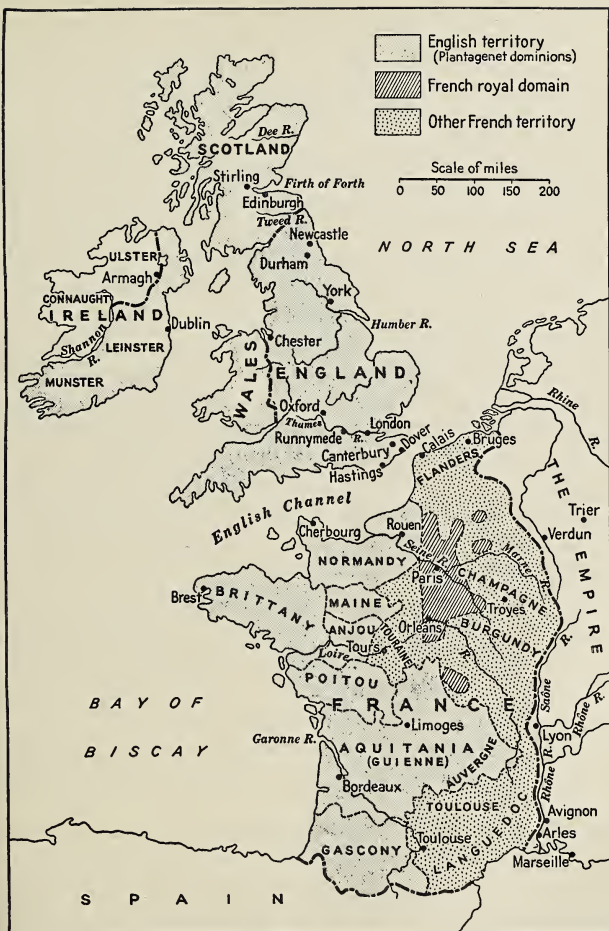 English territory
(Plantagenet dominions)
French royal domain
Other French territory
Scale of miles
0 50 100 150 200
Dee R.
SCOTLAND
Stirling
Firth of Forth
Edinburgh
Tweed R.
Newcastle
NORTH SEA
ULSTER
Durham
Armagh
CONNAUGHT
York
IRELAND
Dublin
Humber R.
Shannon
R.
LEINSTER
Chester
MUNSTER
WALES
ENGLAND
Oxford
Thames
R.
London
Runnymede
Dover
Canterbury
Calais
Bruges
Rhine
R.
Hastings
FLANDERS
THE EMPIRE
English Channel
Trier
Cherbourg
Rouen
Verdun
NORMANDY
Seine R.
Marne R.
Paris
CHAMPAGNE
Brest
BRITTANY
MAINE
Troyes
Orleans
ANJOU
TOURAINE
BURGUNDY
R.
Tours
Loire
R.
POITOU
Saône
R.
BAY OF
BISCAY
FRANCE
Limoges
Lyon
Rhône R.
Garonne R.
AQUITANIA
(GUIENNE)
AUVERGNE
Rhône
Bordeaux
TOULOUSE
LANGUEDOC
Avignon
Toulouse
Arles
GASCONY
Marseille
SPAIN